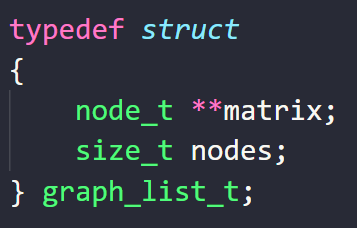 typedef struct
{
    node_t **matrix;
    size_t nodes;
} graph_list_t;